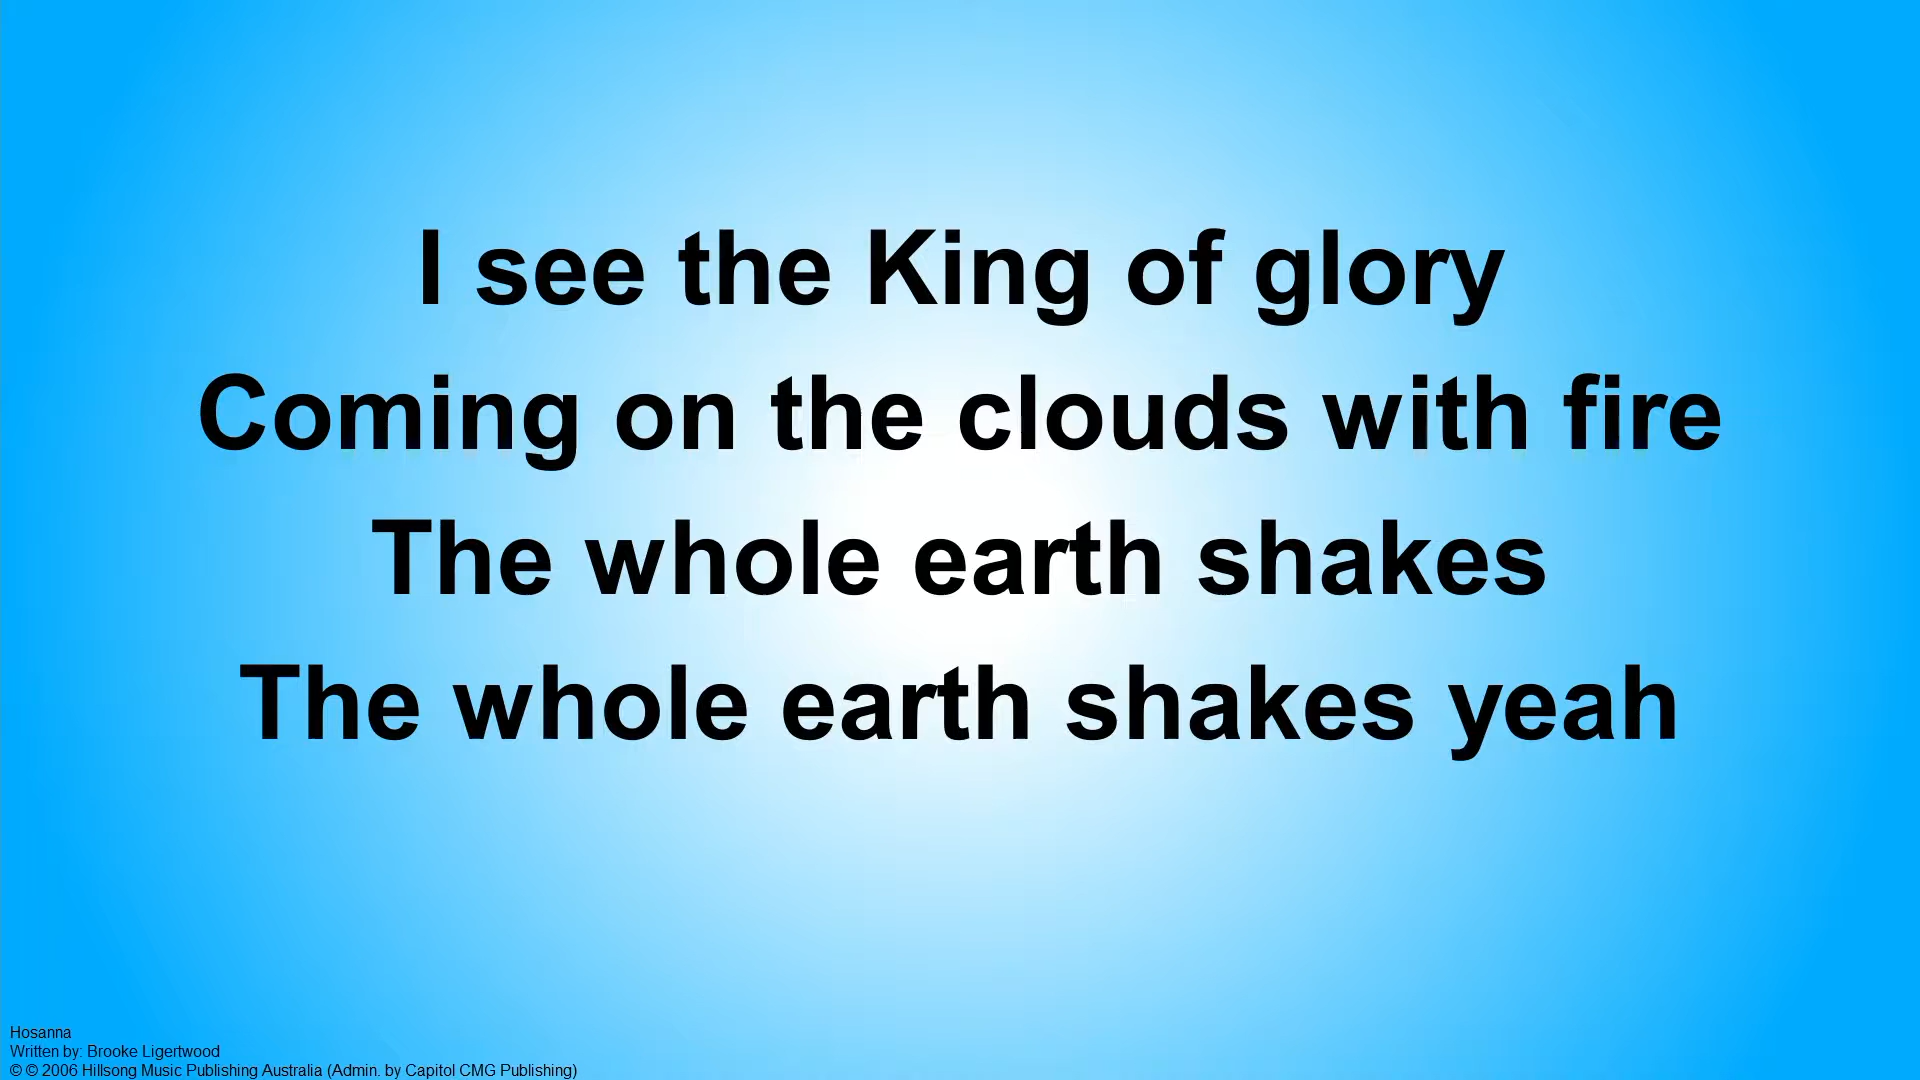 I see the King of glory
Coming on the clouds with fire
The whole earth shakes
The whole earth shakes yeah
Hosanna
Written by: Brooke Ligertwood
© © 2006 Hillsong Music Publishing Australia (Admin. by Capitol CMG Publishing)